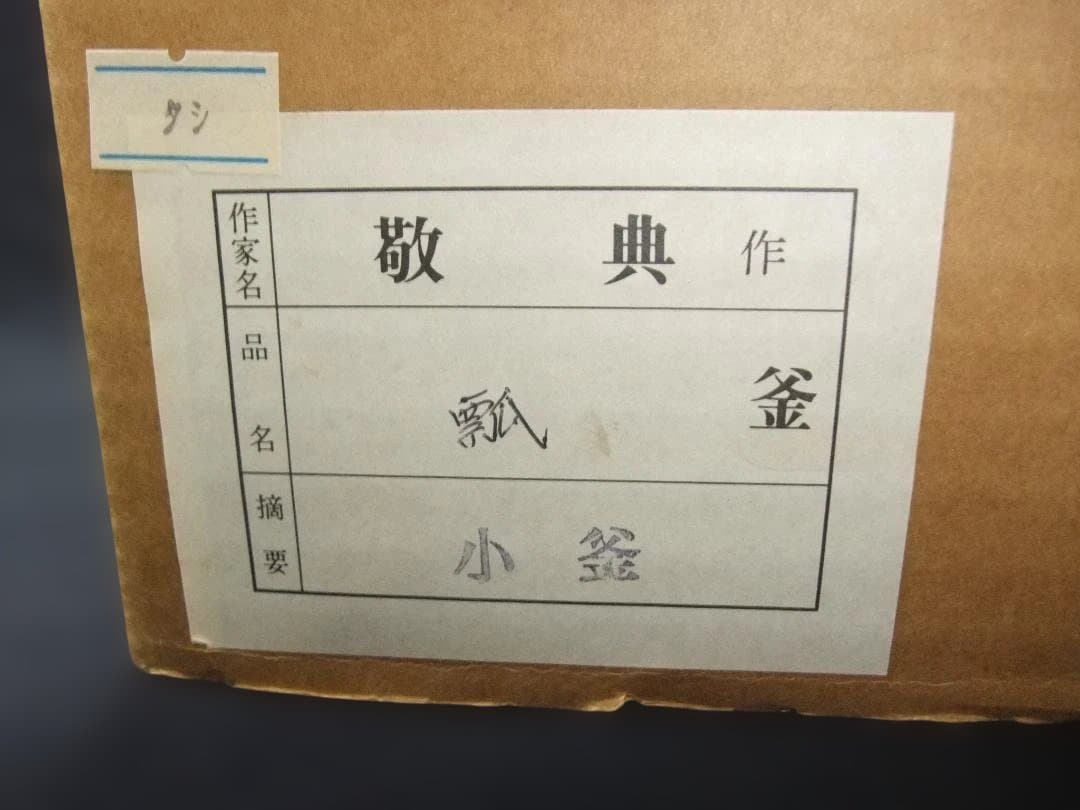 タシ
作家名 敬典作
品名 瓢釜
摘要 小釜